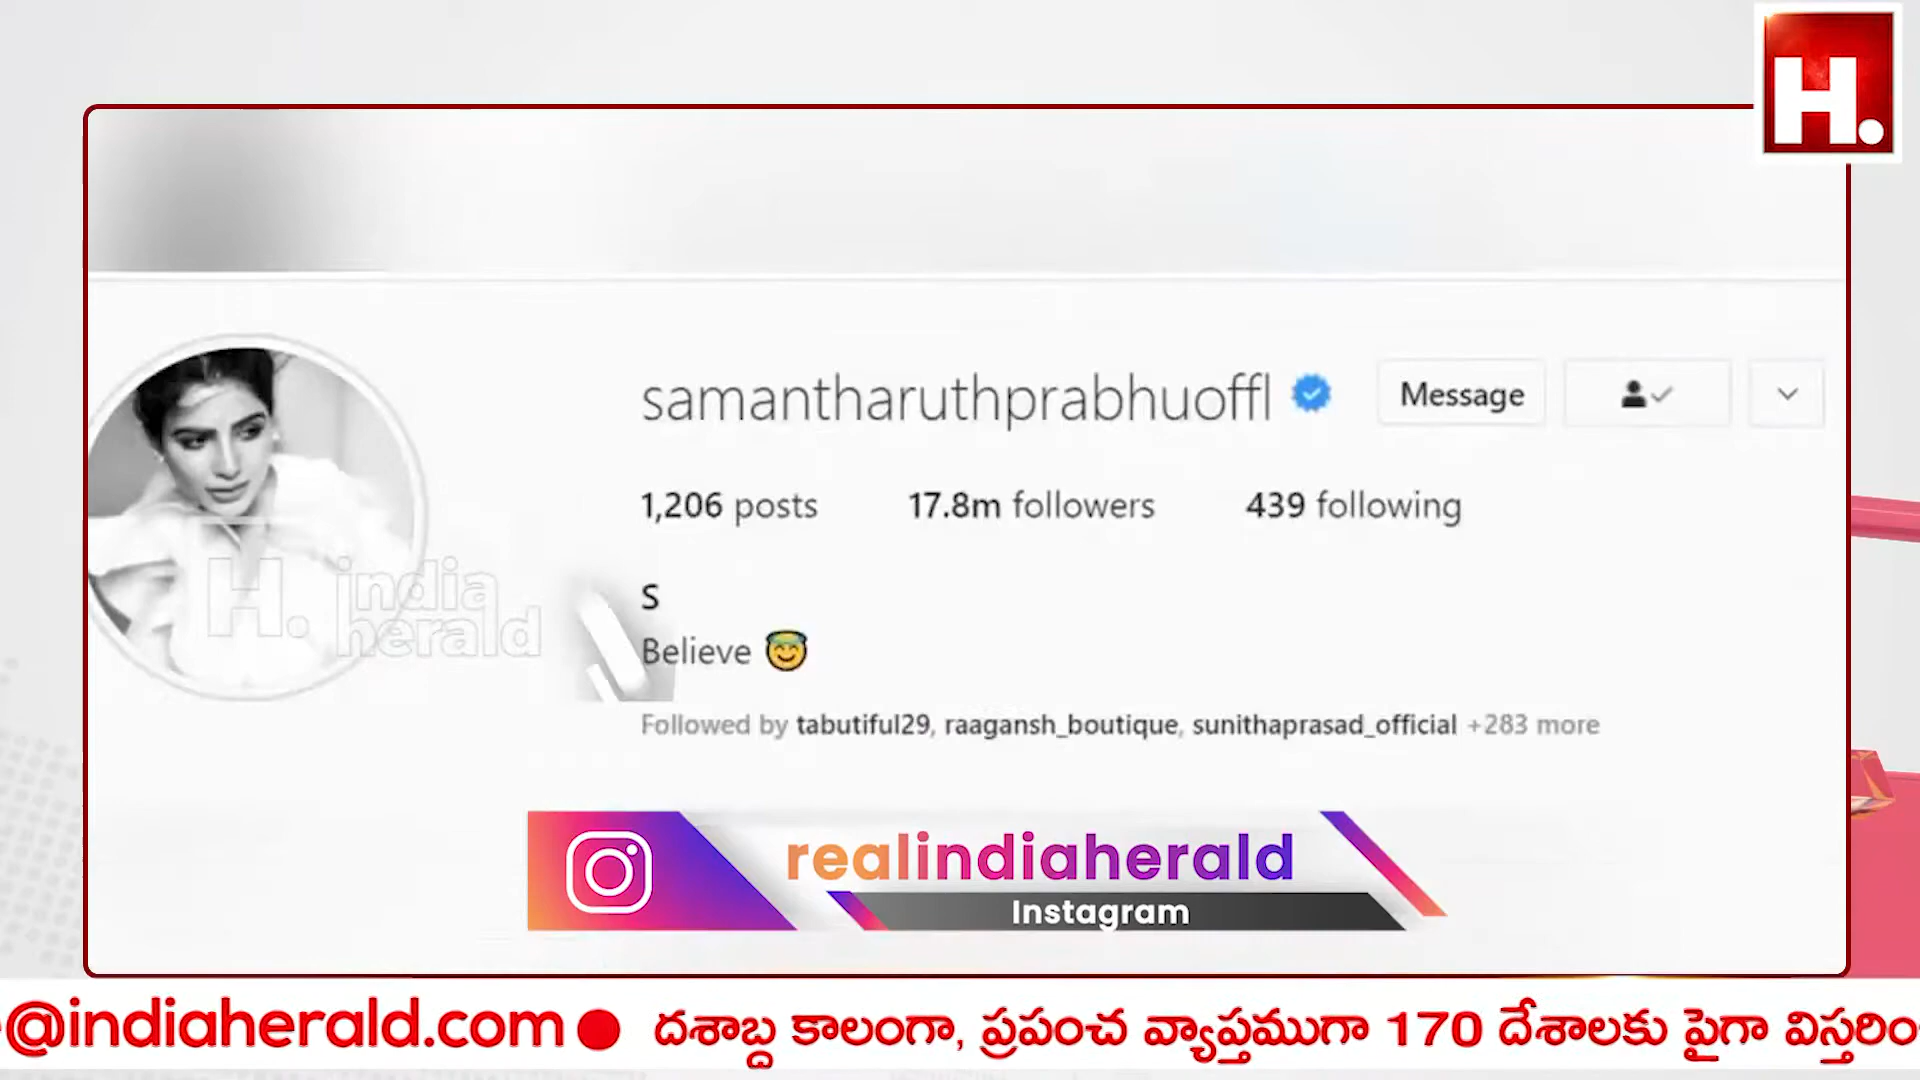 H.
samantharuthprabhuoffl
Message
1,206 posts 17.8m followers 439 following
S
Believe 😇
Followed by tabutiful29, raagansh_boutique, sunithaprasad_official +283 more
H. india
herald
realindiaherald
Instagram
@indiaherald.com ● దశాబ్ద కాలంగా, ప్రపంచ వ్యాప్తముగా 170 దేశాలకు పైగా